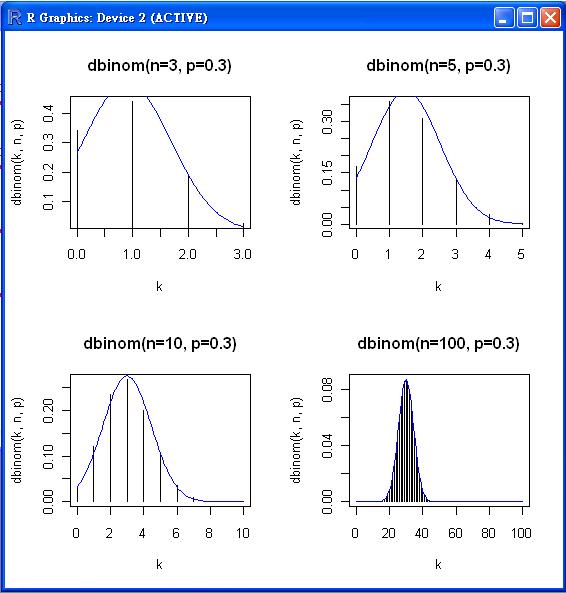 R Graphics: Device 2 (ACTIVE)
dbinom(n=3, p=0.3)
dbinom(k, n, p)
0.1 0.2 0.3 0.4
0.0 1.0 2.0 3.0
k
dbinom(n=5, p=0.3)
dbinom(k, n, p)
0.00 0.15 0.30
0 1 2 3 4 5
k
dbinom(n=10, p=0.3)
dbinom(k, n, p)
0.00 0.10 0.20
0 2 4 6 8 10
k
dbinom(n=100, p=0.3)
dbinom(k, n, p)
0.00 0.04 0.08
0 20 40 60 80 100
k